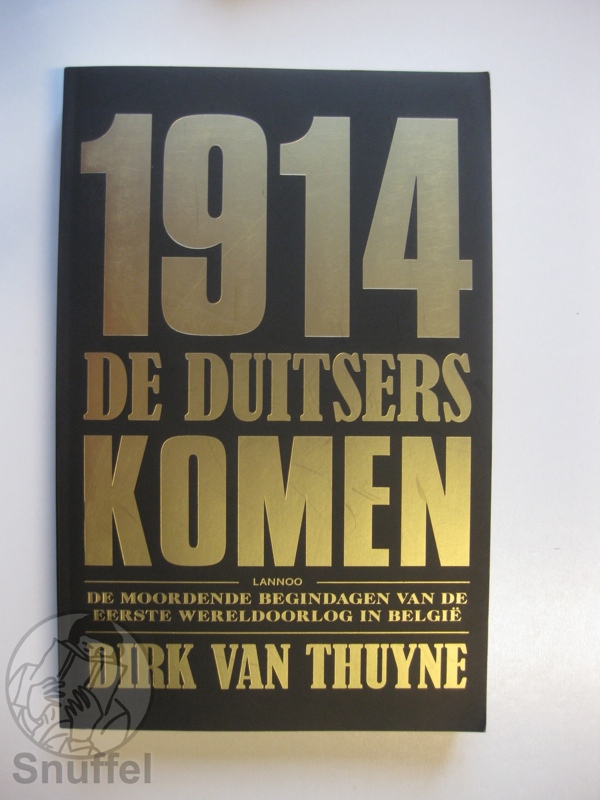 1914
DE DUITSERS
KOMEN
LANNOO
DE MOORDENDE BEGINDAGEN VAN DE
EERSTE WERELDOORLOG IN BELGIË
DIRK VAN THUYNE
Snuffel